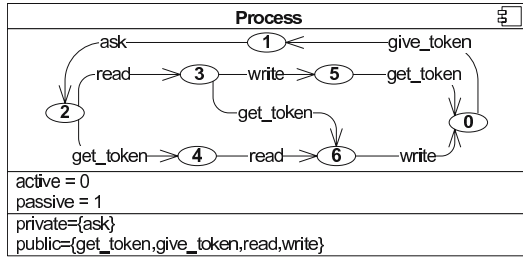 Process
ask 1 give_token
read 3 write 5 get_token
2 get_token 0
get_token 4 read 6 write
active = 0
passive = 1
private={ask}
public={get_token,give_token,read,write}